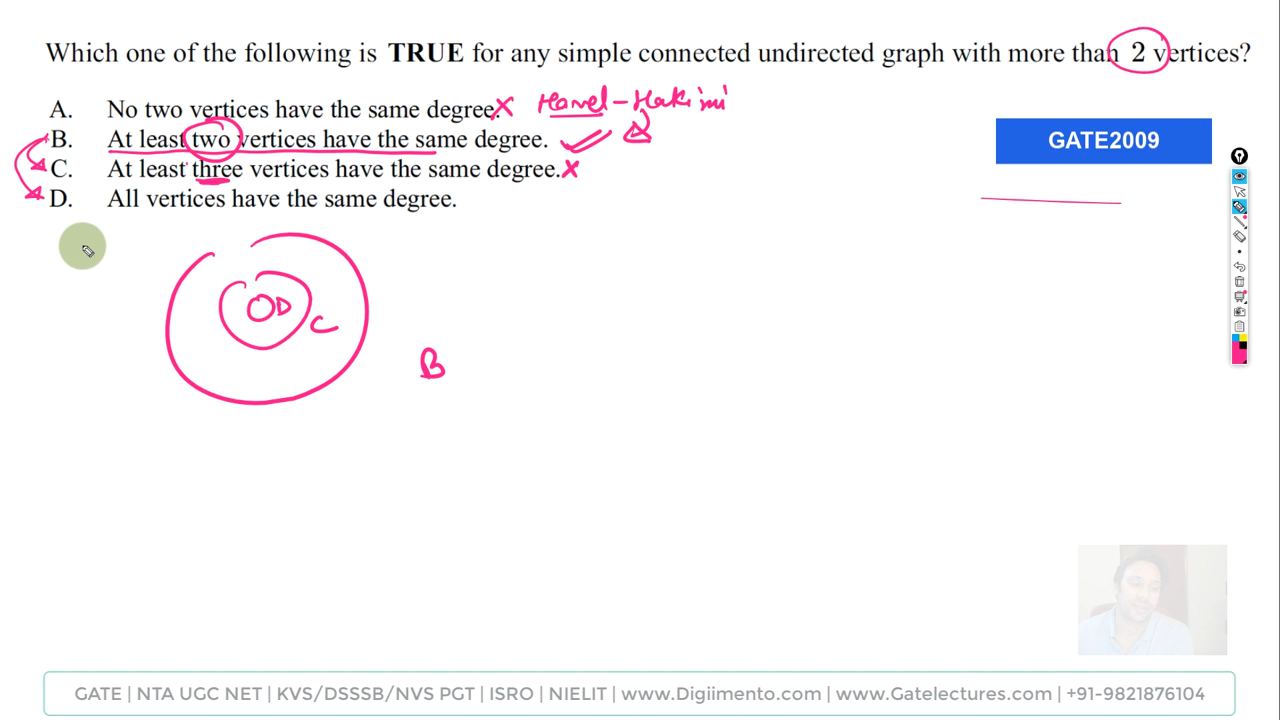 Which one of the following is TRUE for any simple connected undirected graph with more than 2 vertices?
A. No two vertices have the same degree. x Havel-Hakimi
B. At least two vertices have the same degree.
GATE2009
C. At least three vertices have the same degree. x
D. All vertices have the same degree.
D
C
B
GATE | NTA UGC NET | KVS/DSSSB/NVS PGT | ISRO | NIELIT | www.Digiimento.com | www.Gatelectures.com | +91-9821876104